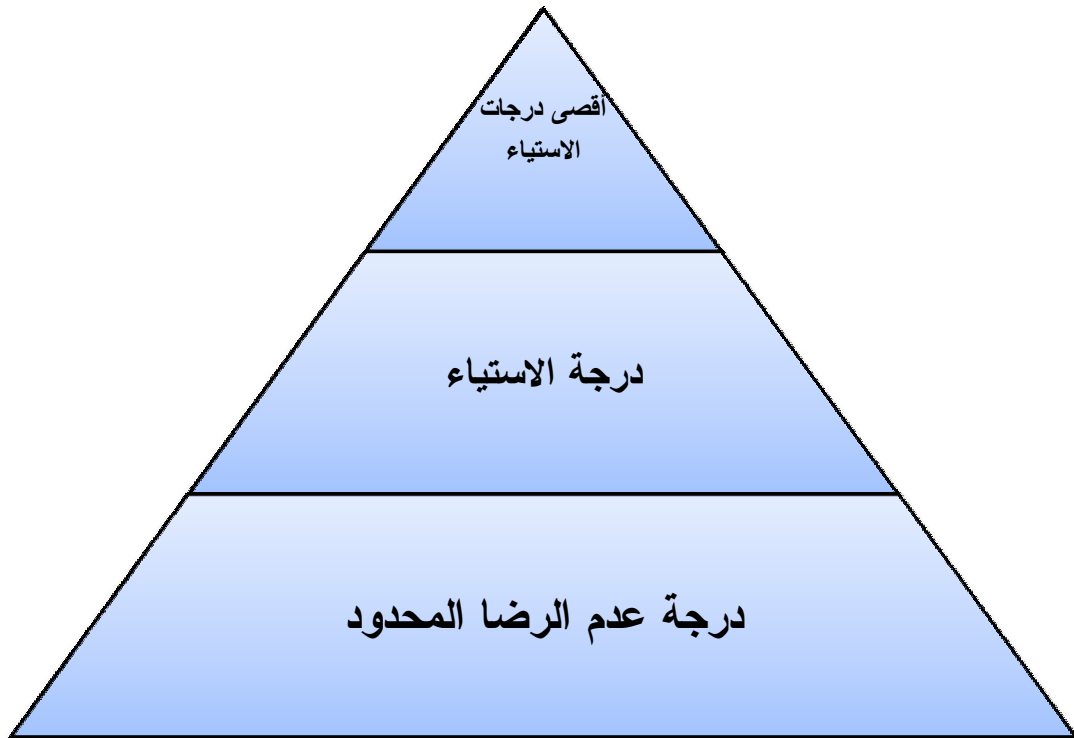 أقصى درجات
الاستياء
درجة الاستياء
درجة عدم الرضا المحدود